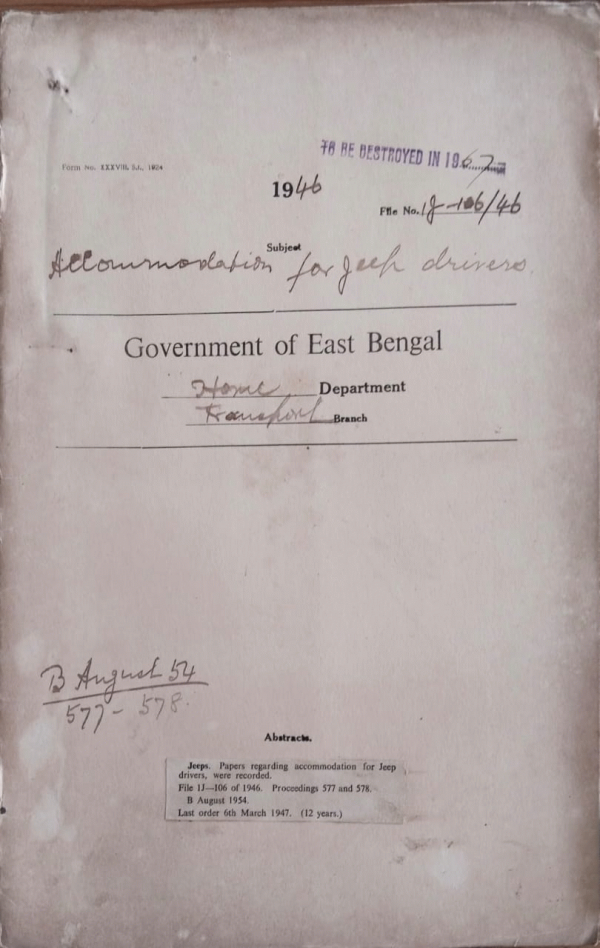 TO BE DESTROYED IN 1967
Form No. XXXVIII.
1946
File No. 1J-106/46
Subject
Accommodation for Jeep drivers.
Government of East Bengal
Home Department
Transport Branch
B August 54
577 - 578.
Abstracts.
Jeeps. Papers regarding accommodation for Jeep
drivers, were recorded.
File 1J—106 of 1946. Proceedings 577 and 578.
B August 1954.
Last order 6th March 1947. (12 years.)